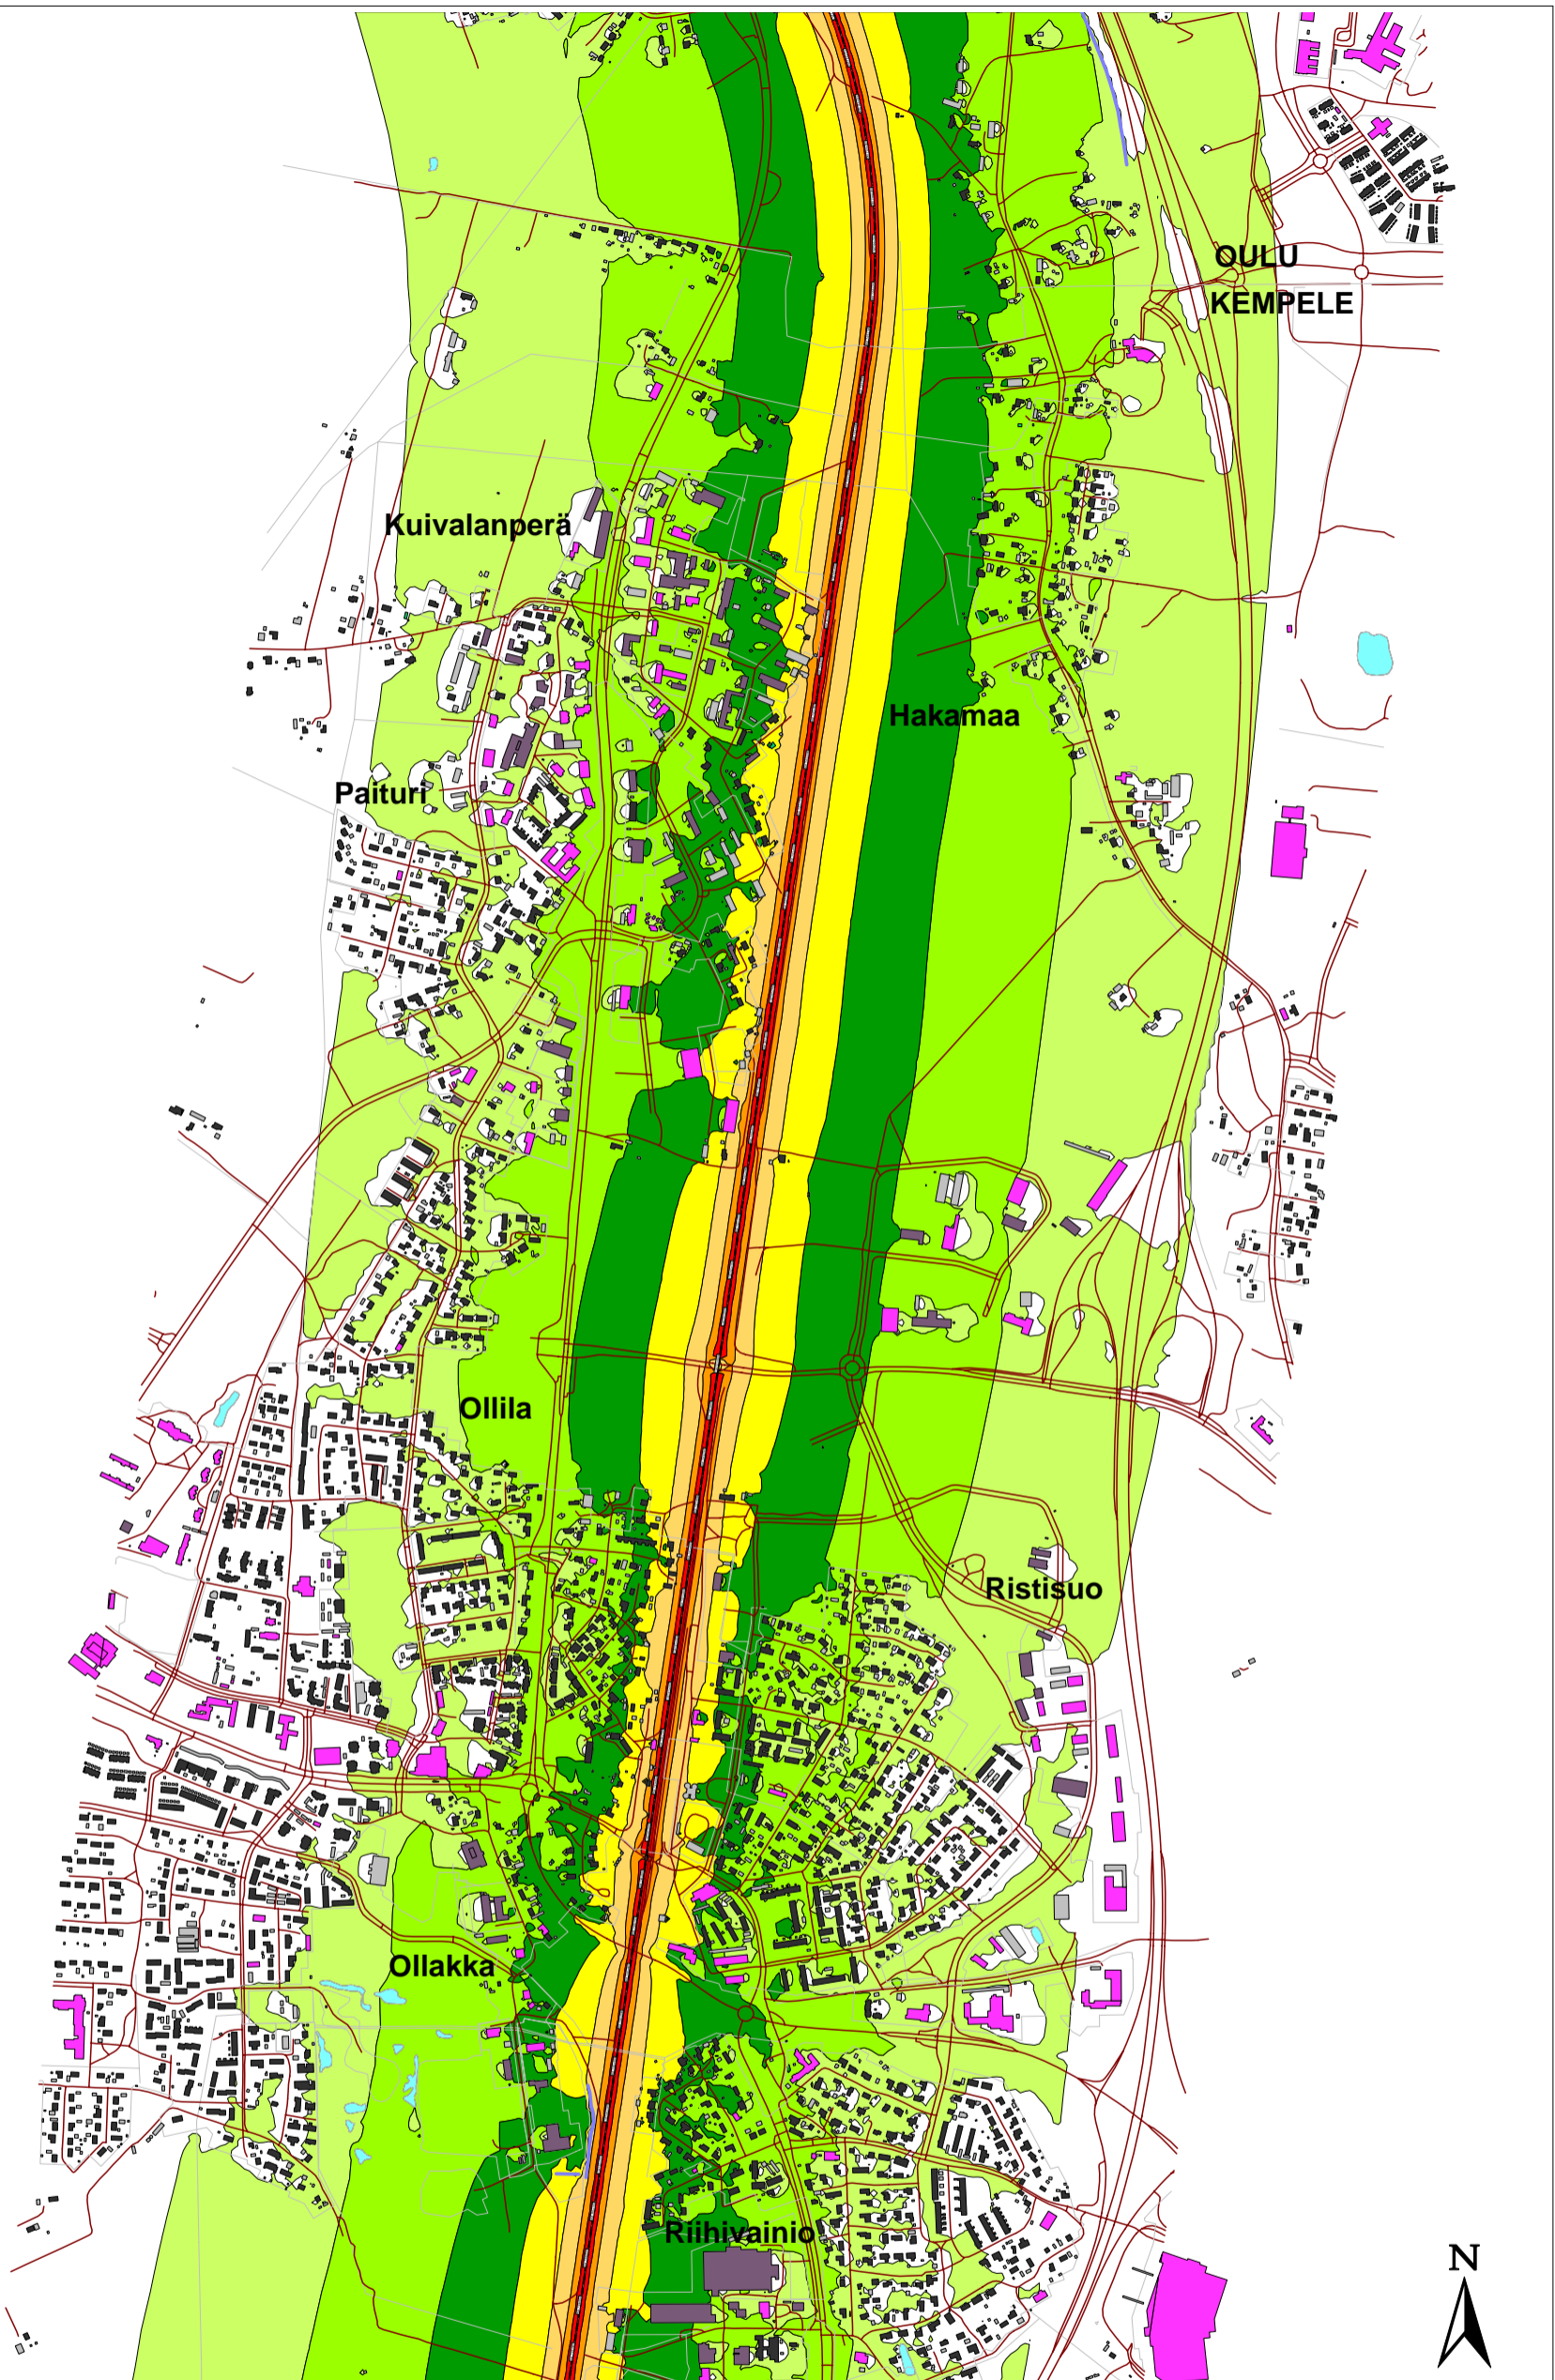 OULU
KEMPELE
Kuivalanperä
Hakamaa
Paituri
Ollila
Ristisuo
Ollakka
Riihivainio
N